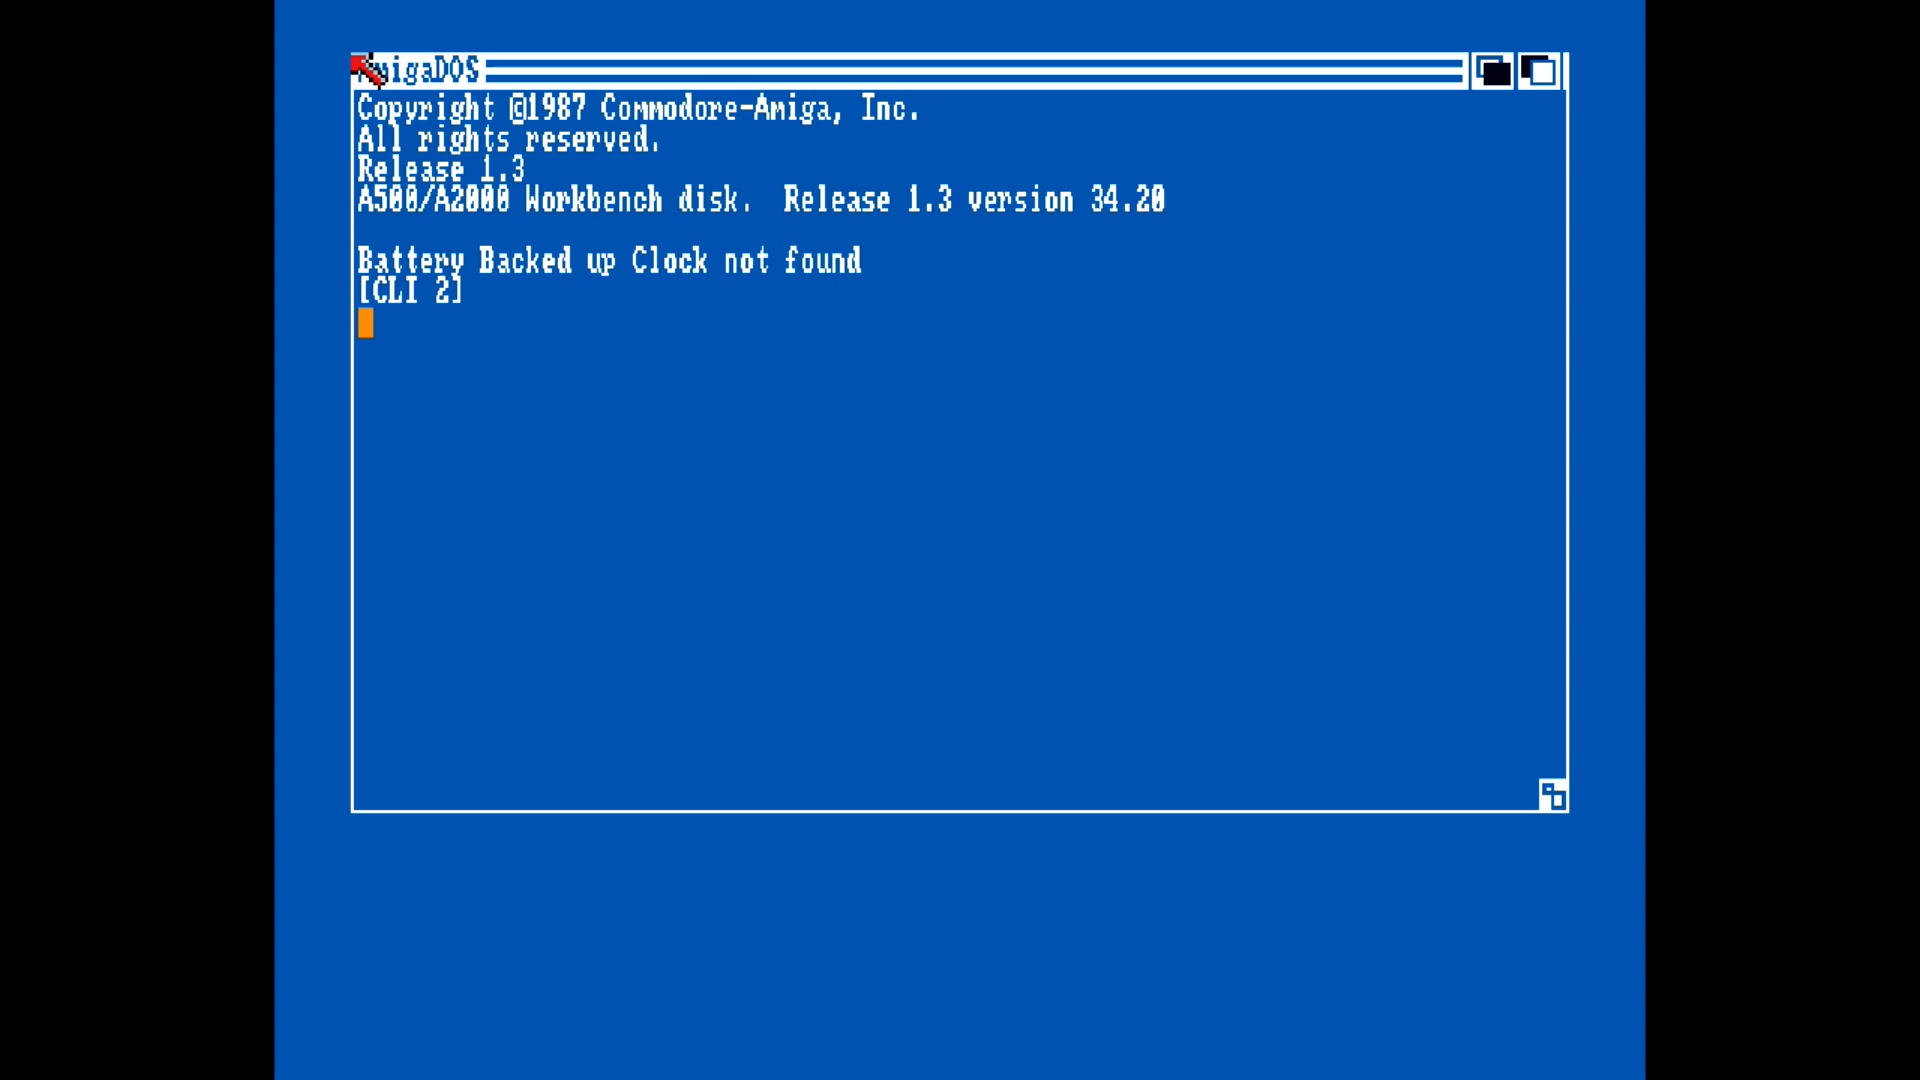 AmigaDOS
Copyright ©1987 Commodore-Amiga, Inc.
All rights reserved.
Release 1.3
A500/A2000 Workbench disk.  Release 1.3 version 34.20
Battery Backed up Clock not found
[CLI 2]